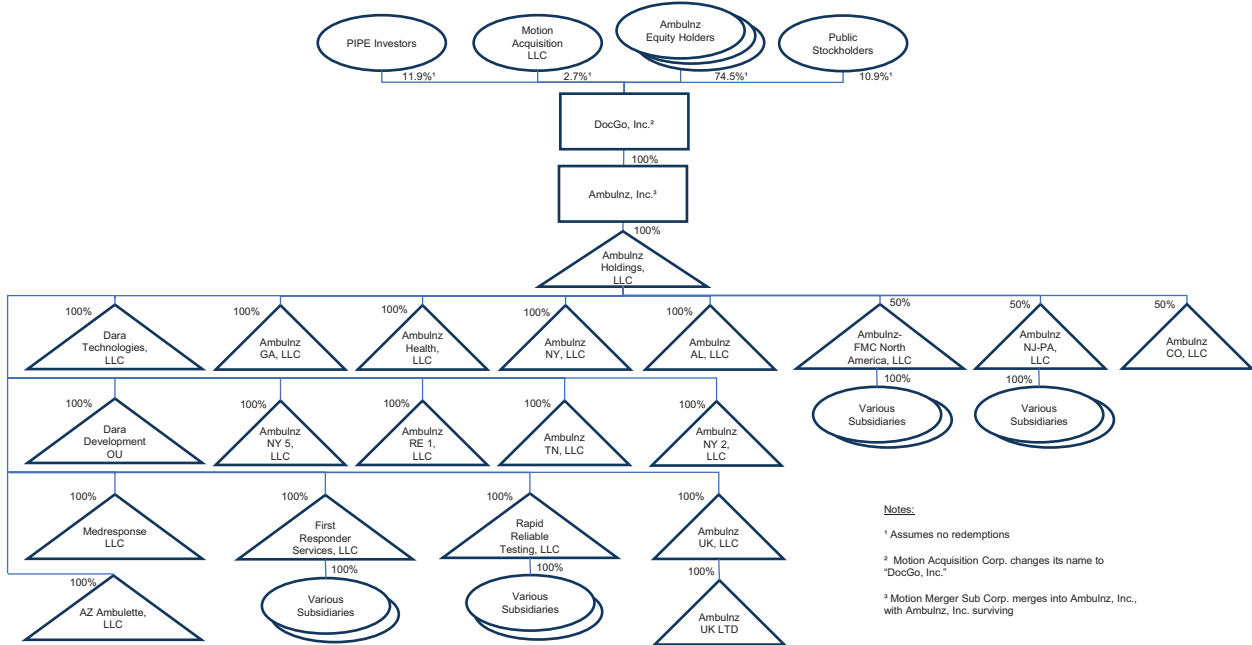 PIPE Investors
Motion
Acquisition
LLC
Ambulnz
Equity Holders
Public
Stockholders
11.9%¹
2.7%¹
74.5%¹
10.9%¹
DocGo, Inc.²
100%
Ambulnz, Inc.³
100%
Ambulnz
Holdings,
LLC
100%
Dara
Technologies,
LLC
100%
Ambulnz
GA, LLC
100%
Ambulnz
Health,
LLC
100%
Ambulnz
NY, LLC
100%
Ambulnz
AL, LLC
50%
Ambulnz-
FMC North
America, LLC
50%
Ambulnz
NJ-PA,
LLC
50%
Ambulnz
CO, LLC
100%
Various
Subsidiaries
100%
Various
Subsidiaries
100%
Dara
Development
OU
100%
Ambulnz
NY 5,
LLC
100%
Ambulnz
RE 1,
LLC
100%
Ambulnz
TN, LLC
100%
Ambulnz
NY 2,
LLC
100%
Medresponse
LLC
100%
First
Responder
Services, LLC
100%
Rapid
Reliable
Testing, LLC
100%
Ambulnz
UK, LLC
100%
AZ Ambulette,
LLC
100%
Various
Subsidiaries
100%
Various
Subsidiaries
100%
Ambulnz
UK LTD
Notes:
¹ Assumes no redemptions
² Motion Acquisition Corp. changes its name to
“DocGo, Inc.”
³ Motion Merger Sub Corp. merges into Ambulnz, Inc.,
with Ambulnz, Inc. surviving